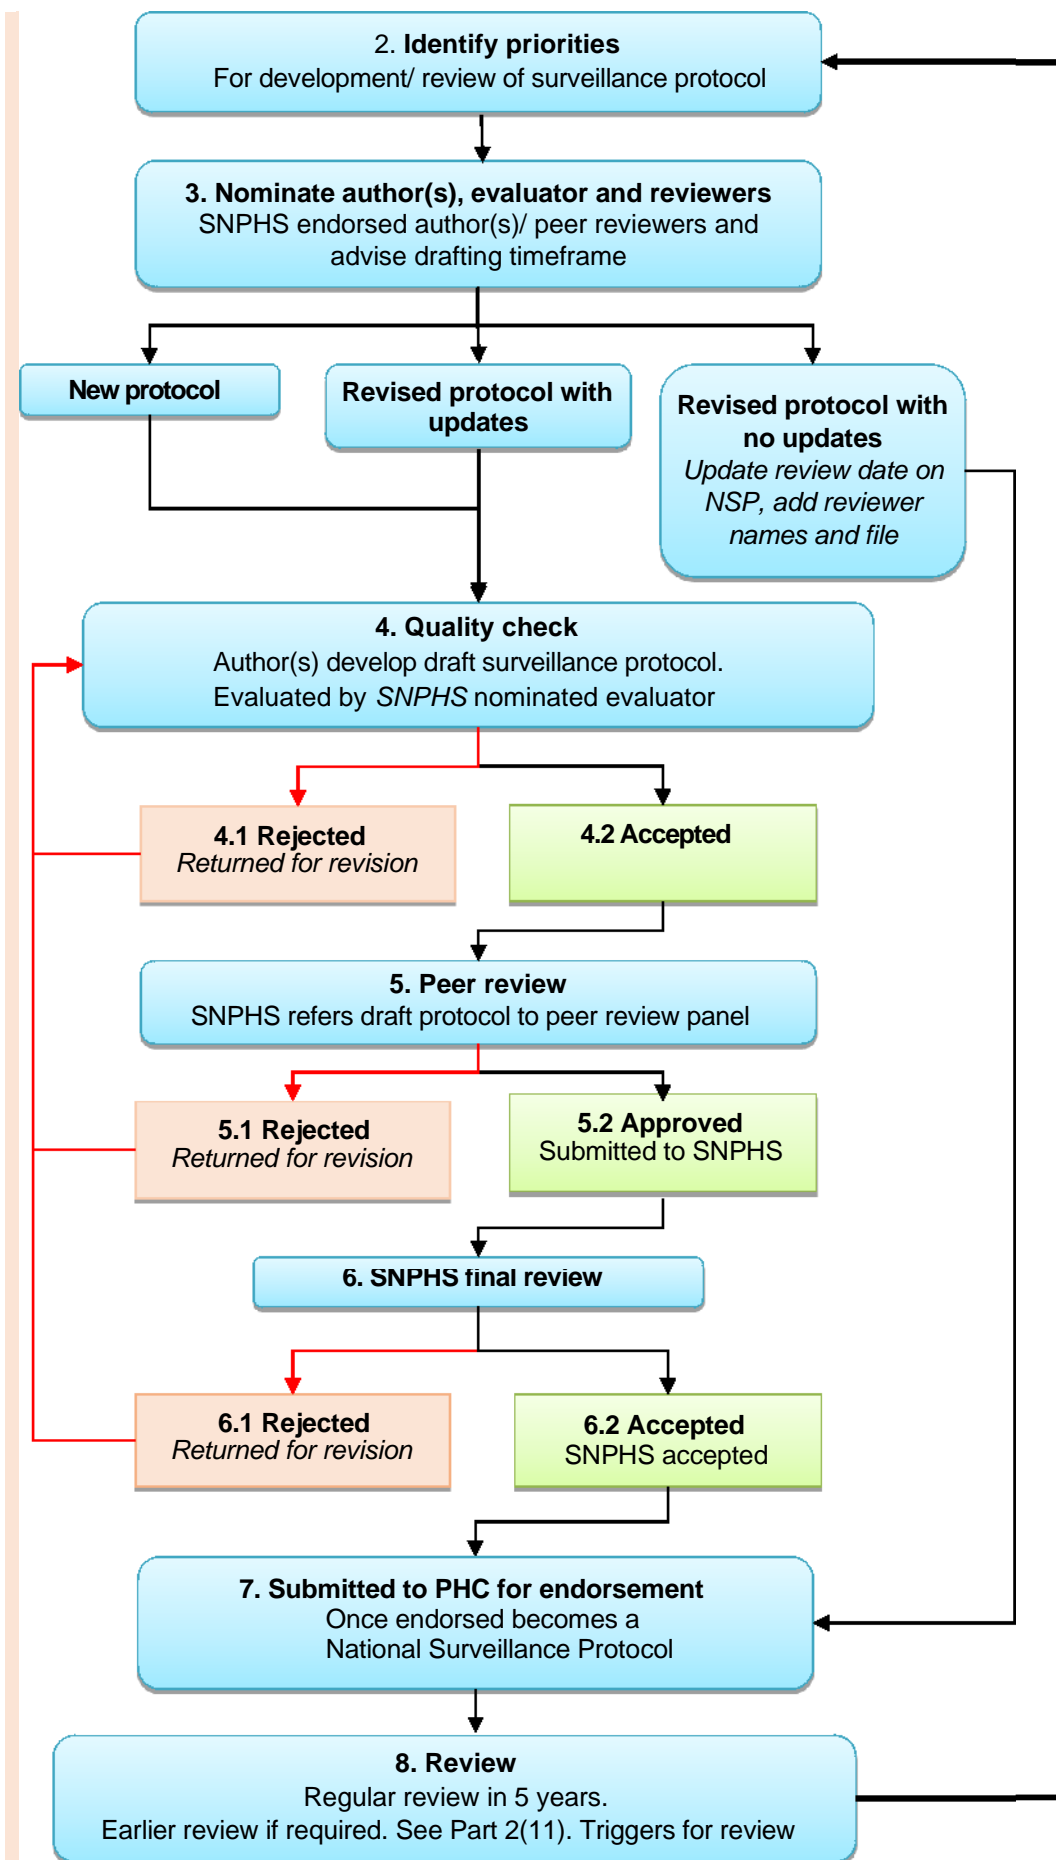 2. Identify priorities
For development/ review of surveillance protocol
3. Nominate author(s), evaluator and reviewers
SNPHS endorsed author(s)/ peer reviewers and
advise drafting timeframe
New protocol
Revised protocol with
updates
Revised protocol with
no updates
Update review date on
NSP, add reviewer
names and file
4. Quality check
Author(s) develop draft surveillance protocol.
Evaluated by SNPHS nominated evaluator
4.1 Rejected
Returned for revision
4.2 Accepted
5. Peer review
SNPHS refers draft protocol to peer review panel
5.1 Rejected
Returned for revision
5.2 Approved
Submitted to SNPHS
6. SNPHS final review
6.1 Rejected
Returned for revision
6.2 Accepted
SNPHS accepted
7. Submitted to PHC for endorsement
Once endorsed becomes a
National Surveillance Protocol
8. Review
Regular review in 5 years.
Earlier review if required. See Part 2(11). Triggers for review